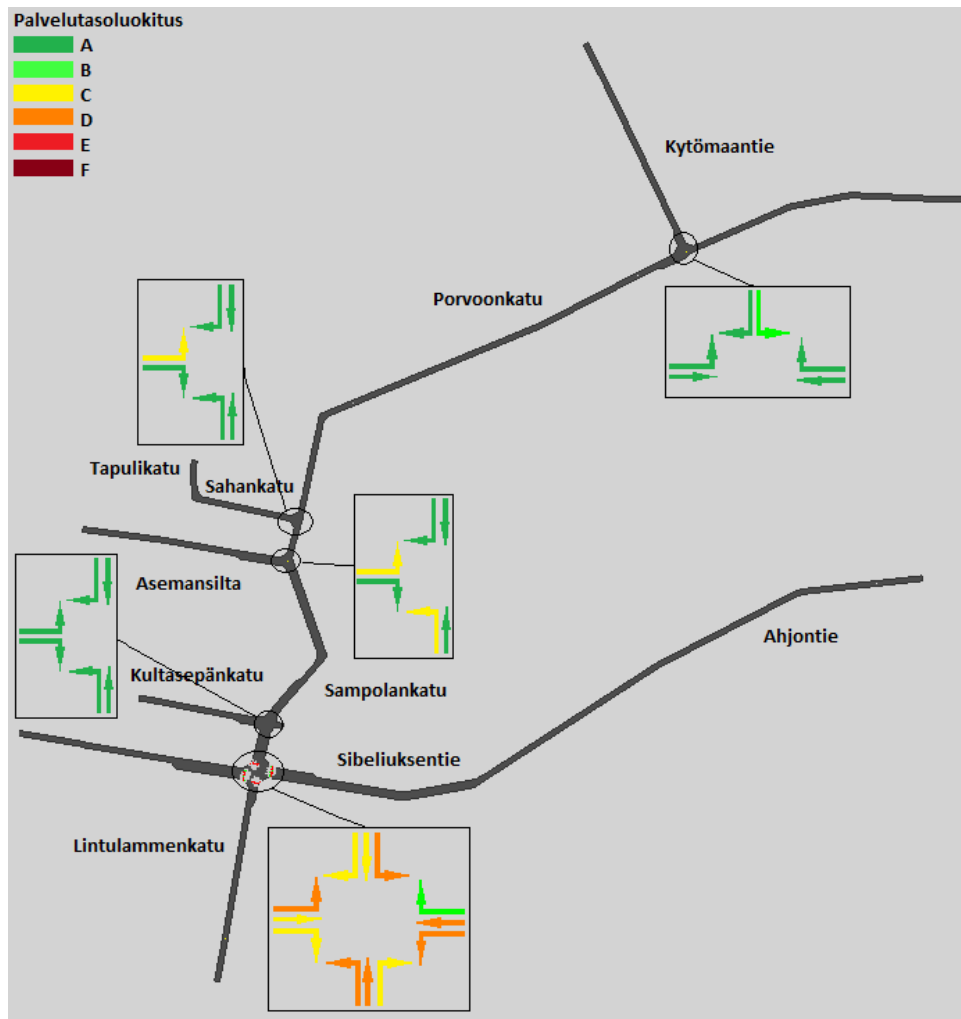 Palvelutasoluokitus
A
B
C
D
E
F
Kytömaantie
Porvoonkatu
Tapulikatu
Sahankatu
Asemansilta
Ahjontie
Kultasepänkatu
Sampolankatu
Sibeliuksentie
Lintulammenkatu